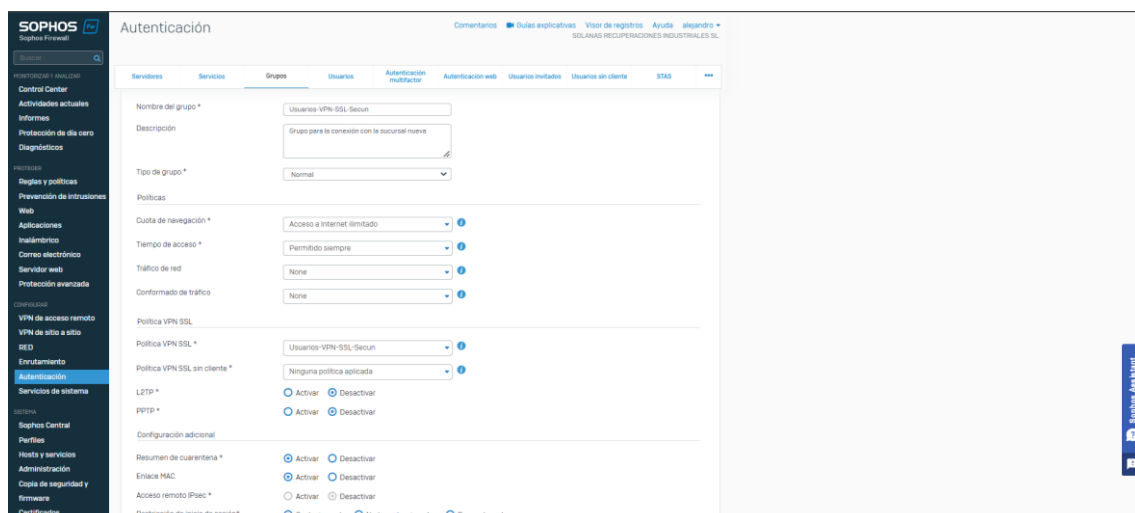 SOPHOS Fw
Sophos Firewall
Buscar
MONITORIZAR Y ANALIZAR
Control Center
Actividades actuales
Informes
Protección de día cero
Diagnósticos
PROTEGER
Reglas y políticas
Prevención de intrusiones
Web
Aplicaciones
Inalámbrico
Correo electrónico
Servidor web
Protección avanzada
CONFIGURAR
VPN de acceso remoto
VPN de sitio a sitio
RED
Enrutamiento
Autenticación
Servicios de sistema
SISTEMA
Sophos Central
Perfiles
Hosts y servicios
Administración
Copia de seguridad y
firmware
Certificados
Autenticación
Comentarios Guías explicativas Visor de registros Ayuda alejandro
SOLANAS RECUPERACIONES INDUSTRIALES SL
Servidores Servicios Grupos Usuarios Autenticación multifactor Autenticación web Usuarios invitados Usuarios sin cliente STAS •••
Nombre del grupo * Usuarios-VPN-SSL-Secun
Descripción Grupo para la conexión con la sucursal nueva
Tipo de grupo * Normal
Políticas
Cuota de navegación * Acceso a Internet ilimitado
Tiempo de acceso * Permitido siempre
Tráfico de red None
Conformado de tráfico None
Política VPN SSL
Política VPN SSL * Usuarios-VPN-SSL-Secun
Política VPN SSL sin cliente * Ninguna política aplicada
L2TP * Activar Desactivar
PPTP * Activar Desactivar
Configuración adicional
Resumen de cuarentena * Activar Desactivar
Enlace MAC Activar Desactivar
Acceso remoto IPsec * Activar Desactivar
Sophos Assistant